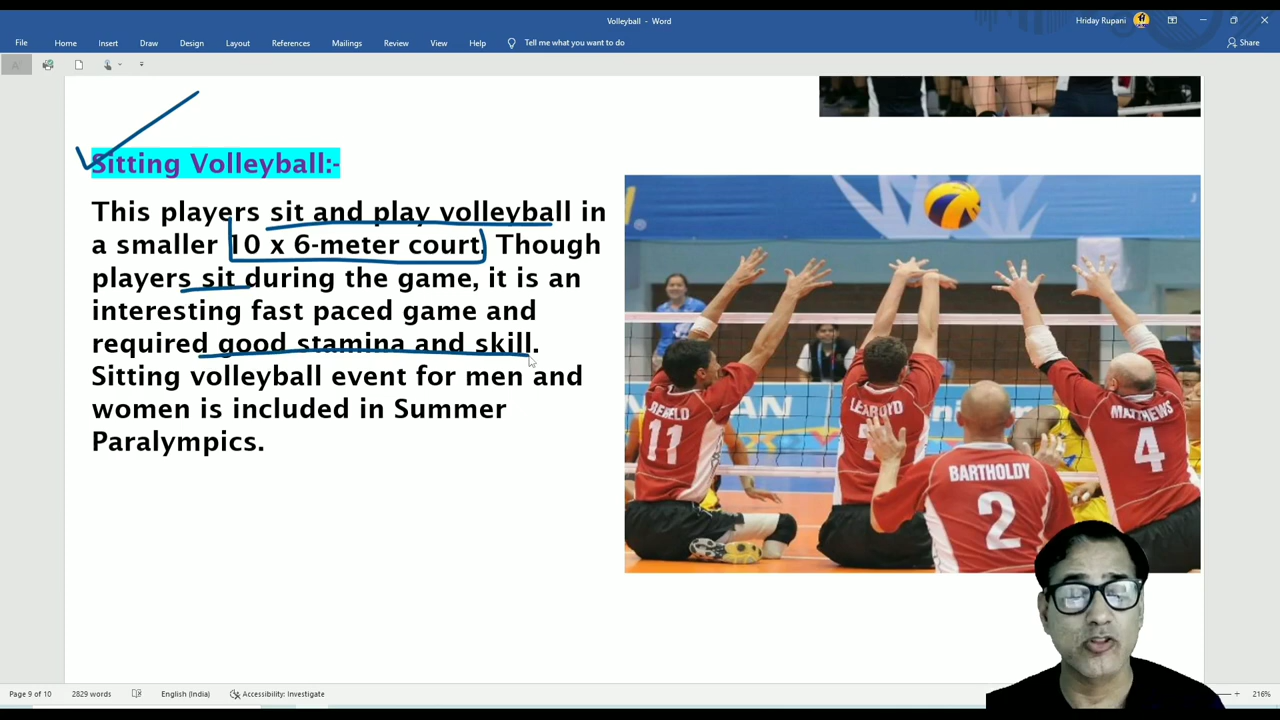 Volleyball - Word
Hriday Rupani
File Home Insert Draw Design Layout References Mailings Review View Help Tell me what you want to do
Share
Sitting Volleyball:-
This players sit and play volleyball in
a smaller 10 x 6-meter court. Though
players sit during the game, it is an
interesting fast paced game and
required good stamina and skill.
Sitting volleyball event for men and
women is included in Summer
Paralympics.
11
MATTHEWS
4
BARTHOLDY
2
Page 9 of 10 2829 words English (India) Accessibility: Investigate
216%